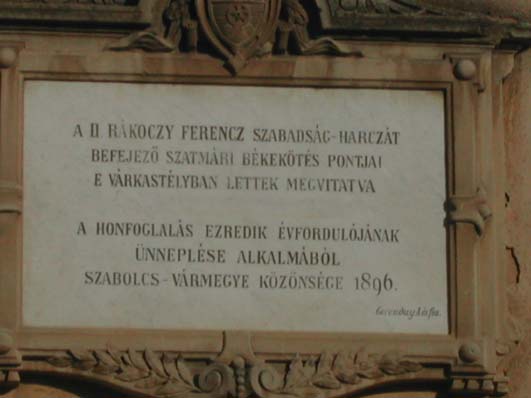 A II. RÁKOCZY FERENCZ SZABADSÁG-HARCZÁT
BEFEJEZŐ SZATMÁRI BÉKEKÖTÉS PONTJAI
E VÁRKASTÉLYBAN LETTEK MEGVITATVA
A HONFOGLALÁS EZREDIK ÉVFORDULÓJÁNAK
ÜNNEPLÉSE ALKALMÁBÓL
SZABOLCS-VÁRMEGYE KÖZÖNSÉGE 1896.